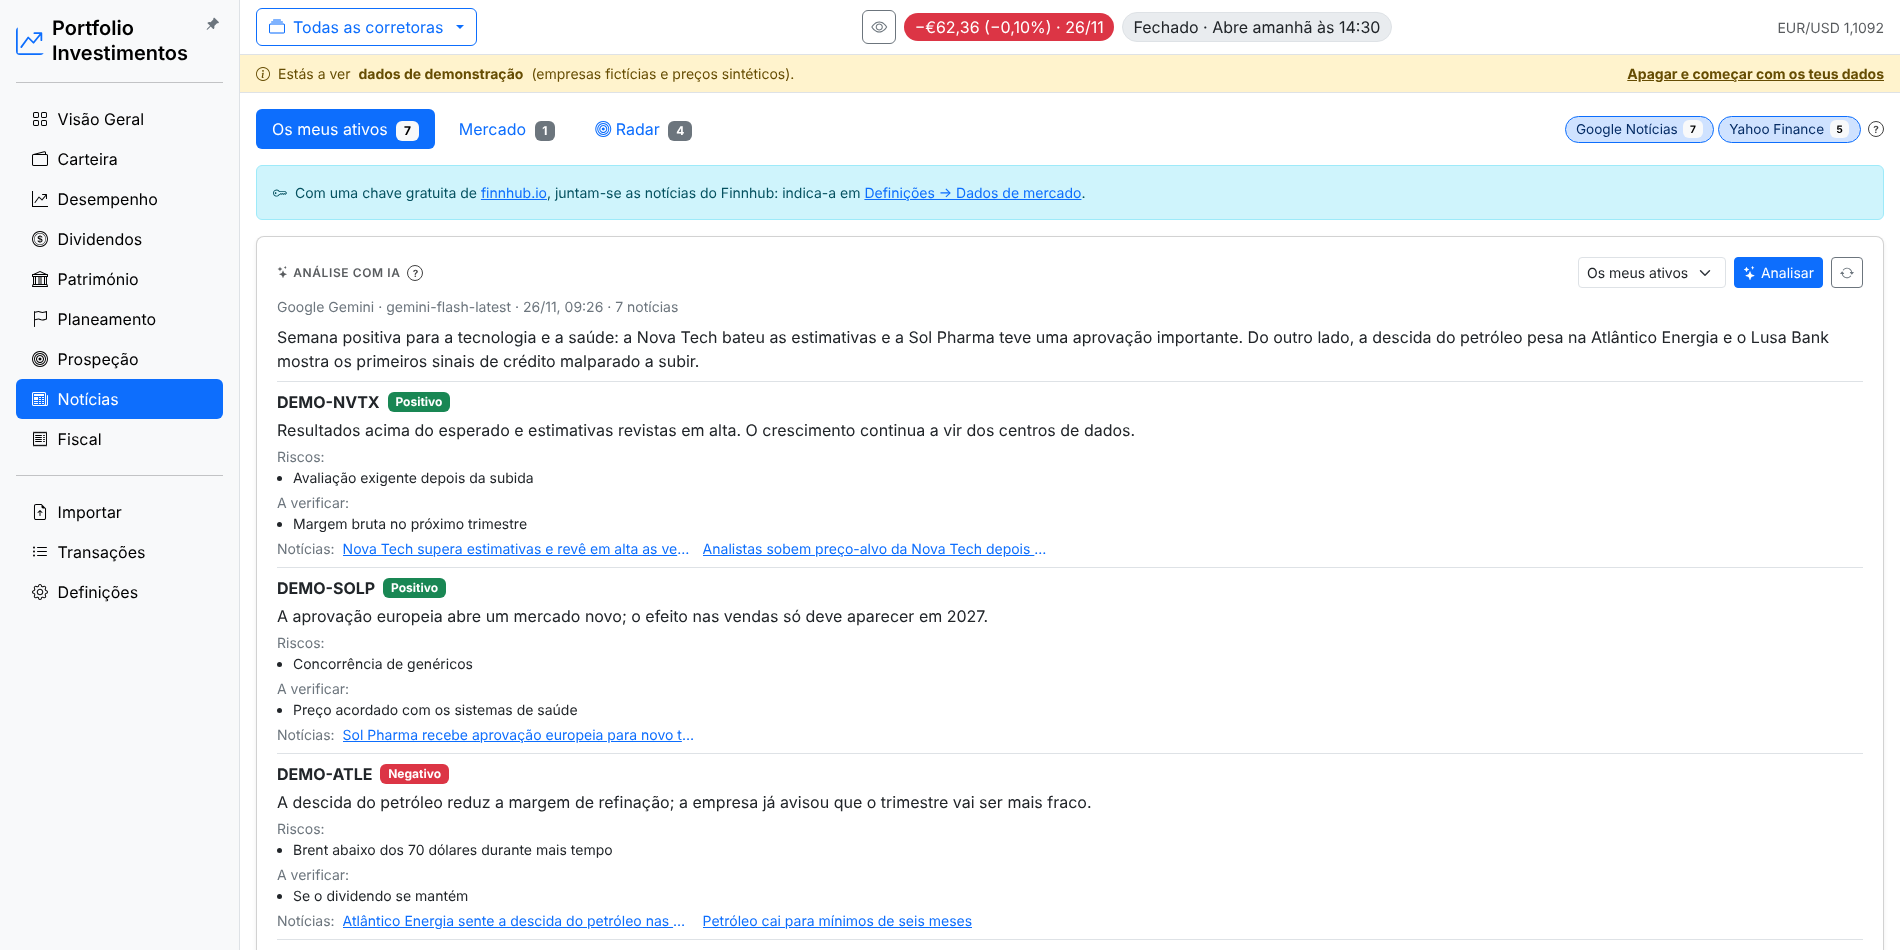 Portfolio
Investimentos
Visão Geral
Carteira
Desempenho
Dividendos
Património
Planeamento
Prospeção
Notícias
Fiscal
Importar
Transações
Definições
Todas as corretoras
−€62,36 (−0,10%) · 26/11
Fechado · Abre amanhã às 14:30
EUR/USD 1,1092
Estás a ver dados de demonstração (empresas fictícias e preços sintéticos).
Apagar e começar com os teus dados
Os meus ativos 7
Mercado 1
Radar 4
Google Notícias 7
Yahoo Finance 5
?
Com uma chave gratuita de finnhub.io, juntam-se as notícias do Finnhub: indica-a em Definições → Dados de mercado.
ANÁLISE COM IA ?
Os meus ativos
Analisar
Google Gemini · gemini-flash-latest · 26/11, 09:26 · 7 notícias
Semana positiva para a tecnologia e a saúde: a Nova Tech bateu as estimativas e a Sol Pharma teve uma aprovação importante. Do outro lado, a descida do petróleo pesa na Atlântico Energia e o Lusa Bank
mostra os primeiros sinais de crédito malparado a subir.
DEMO-NVTX Positivo
Resultados acima do esperado e estimativas revistas em alta. O crescimento continua a vir dos centros de dados.
Riscos:
• Avaliação exigente depois da subida
A verificar:
• Margem bruta no próximo trimestre
Notícias: Nova Tech supera estimativas e revê em alta as ve... Analistas sobem preço-alvo da Nova Tech depois ...
DEMO-SOLP Positivo
A aprovação europeia abre um mercado novo; o efeito nas vendas só deve aparecer em 2027.
Riscos:
• Concorrência de genéricos
A verificar:
• Preço acordado com os sistemas de saúde
Notícias: Sol Pharma recebe aprovação europeia para novo t...
DEMO-ATLE Negativo
A descida do petróleo reduz a margem de refinação; a empresa já avisou que o trimestre vai ser mais fraco.
Riscos:
• Brent abaixo dos 70 dólares durante mais tempo
A verificar:
• Se o dividendo se mantém
Notícias: Atlântico Energia sente a descida do petróleo nas ... Petróleo cai para mínimos de seis meses